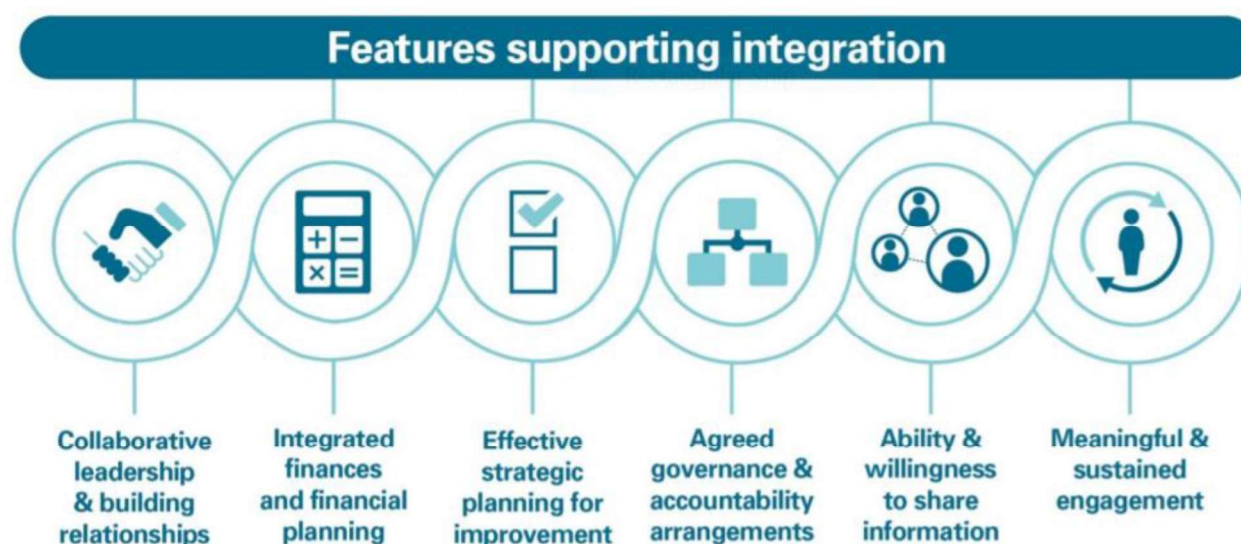 Features supporting integration
Collaborative
leadership
& building
relationships
Integrated
finances
and financial
planning
Effective
strategic
planning for
improvement
Agreed
governance &
accountability
arrangements
Ability &
willingness
to share
information
Meaningful &
sustained
engagement